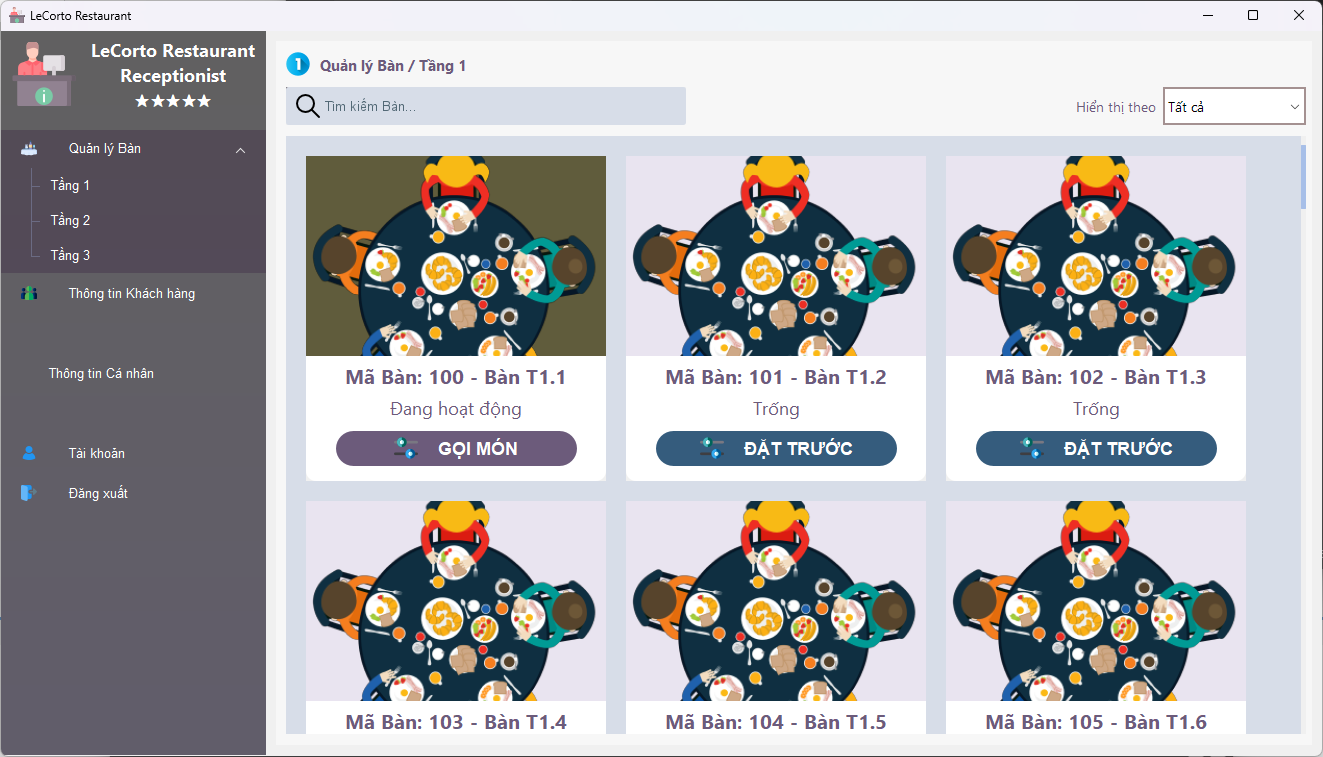 LeCorto Restaurant
LeCorto Restaurant
Receptionist
★★★★★
Quản lý Bàn
Tầng 1
Tầng 2
Tầng 3
Thông tin Khách hàng
Thông tin Cá nhân
Tài khoản
Đăng xuất
1 Quản lý Bàn / Tầng 1
Tìm kiếm Bàn...
Hiển thị theo Tất cả
Mã Bàn: 100 - Bàn T1.1
Đang hoạt động
GỌI MÓN
Mã Bàn: 101 - Bàn T1.2
Trống
ĐẶT TRƯỚC
Mã Bàn: 102 - Bàn T1.3
Trống
ĐẶT TRƯỚC
Mã Bàn: 103 - Bàn T1.4
Mã Bàn: 104 - Bàn T1.5
Mã Bàn: 105 - Bàn T1.6